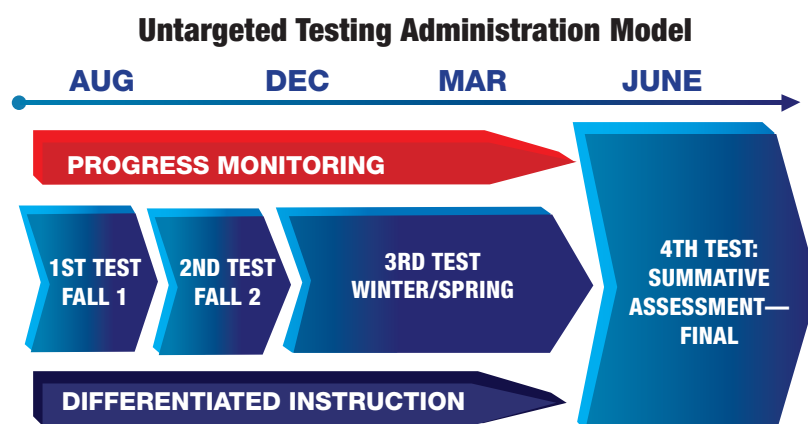 Untargeted Testing Administration Model
AUG DEC MAR JUNE
PROGRESS MONITORING
1ST TEST
FALL 1
2ND TEST
FALL 2
3RD TEST
WINTER/SPRING
4TH TEST:
SUMMATIVE
ASSESSMENT—
FINAL
DIFFERENTIATED INSTRUCTION